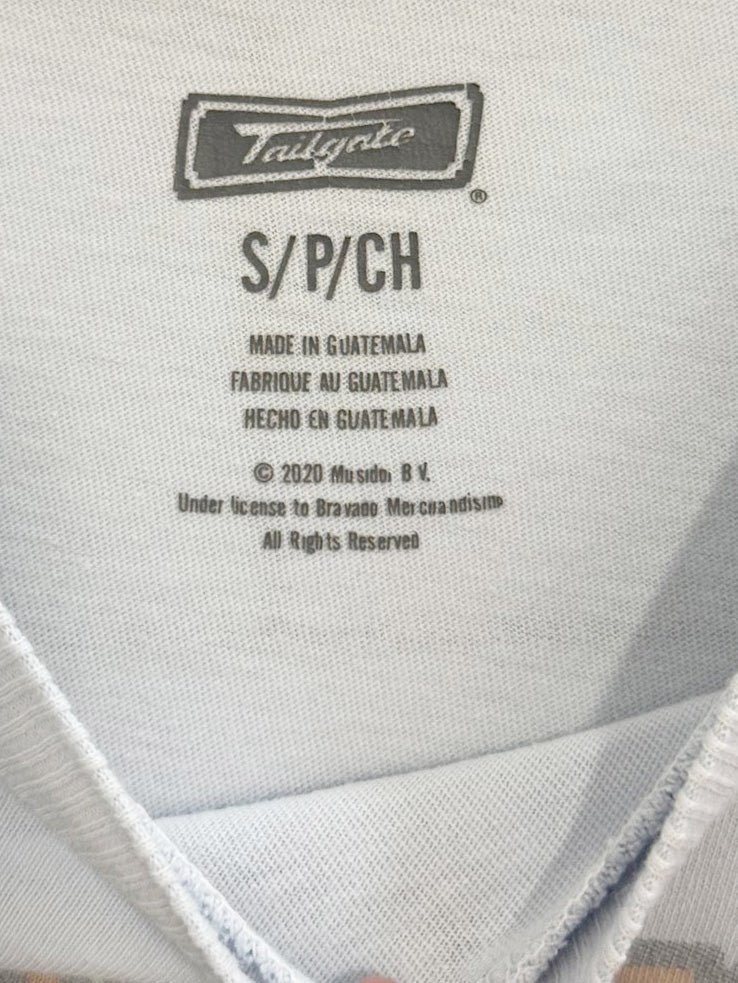 Tailgate
®
S/P/CH
MADE IN GUATEMALA
FABRIQUE AU GUATEMALA
HECHO EN GUATEMALA
© 2020 Musidor B V.
Under license to Bravado Merchandising
All Rights Reserved